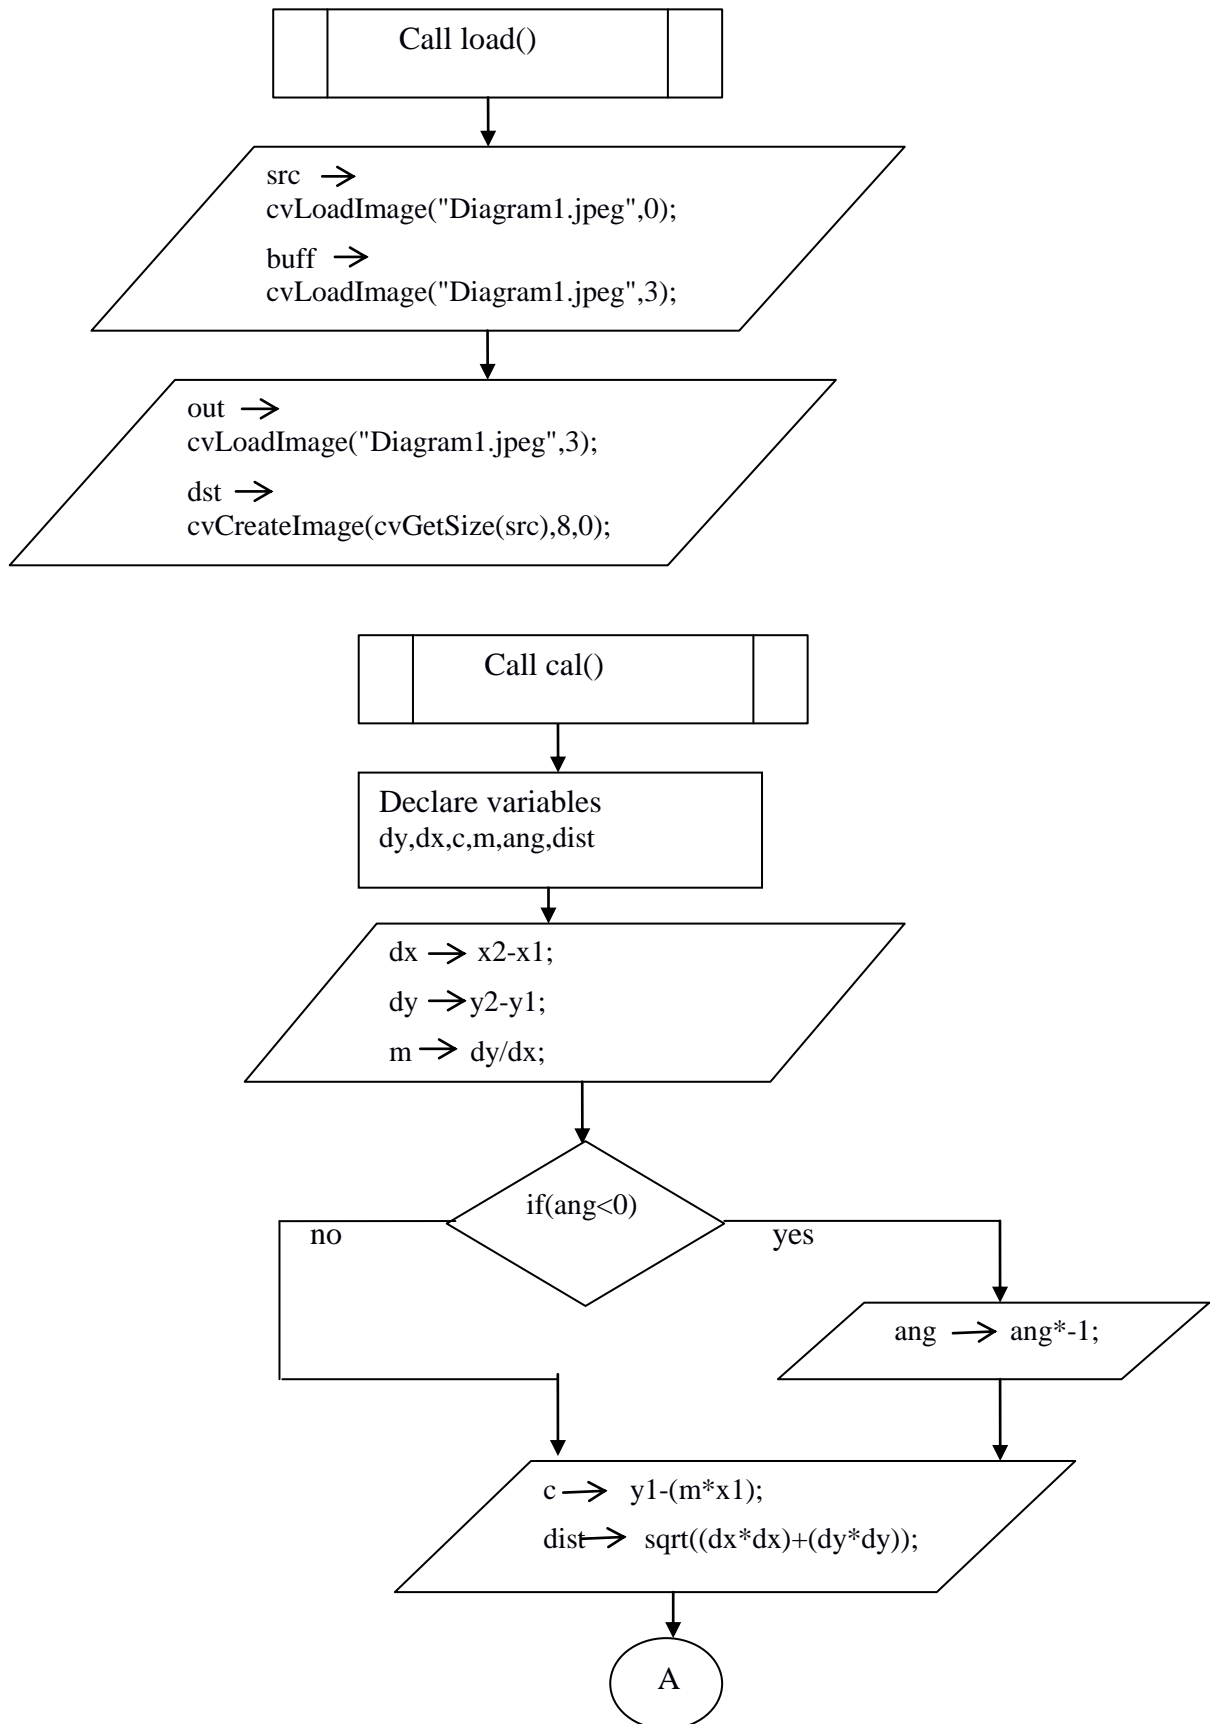 Call load()
src →
cvLoadImage("Diagram1.jpeg",0);
buff →
cvLoadImage("Diagram1.jpeg",3);
out →
cvLoadImage("Diagram1.jpeg",3);
dst →
cvCreateImage(cvGetSize(src),8,0);
Call cal()
Declare variables
dy,dx,c,m,ang,dist
dx → x2-x1;
dy → y2-y1;
m → dy/dx;
if(ang<0)
no
yes
ang → ang*-1;
c → y1-(m*x1);
dist → sqrt((dx*dx)+(dy*dy));
A